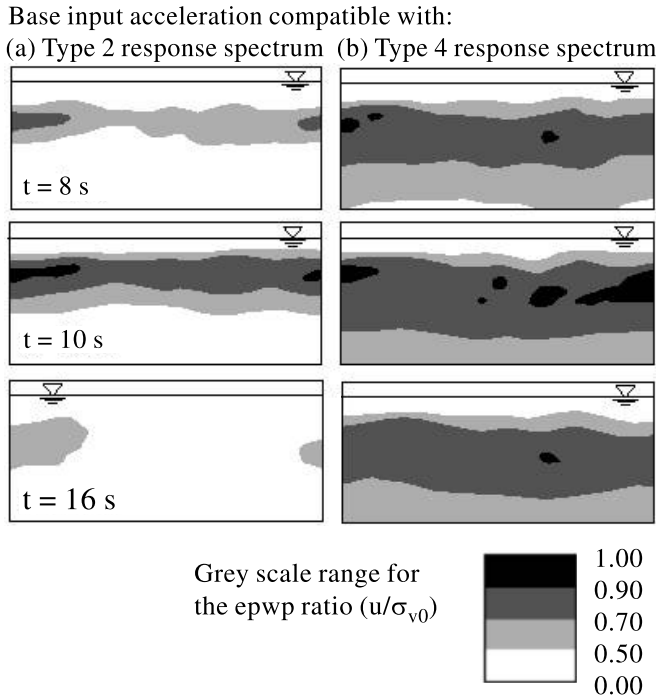 Base input acceleration compatible with:
(a) Type 2 response spectrum (b) Type 4 response spectrum
t = 8 s
t = 10 s
t = 16 s
Grey scale range for
the epwp ratio (u/σv0)
1.00
0.90
0.70
0.50
0.00